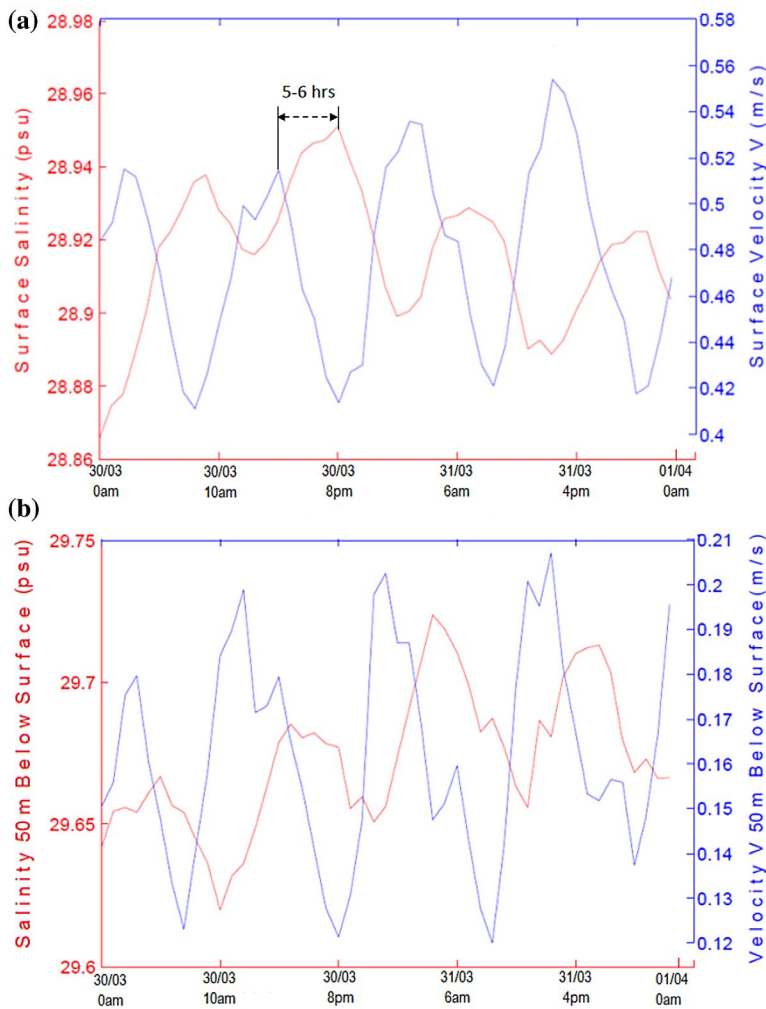 (a)
Surface Salinity (psu)
28.98
28.96
28.94
28.92
28.9
28.88
28.86
5-6 hrs
0.58
0.56
0.54
0.52
0.5
0.48
0.46
0.44
0.42
0.4
Surface Velocity V (m/s)
30/03 30/03 30/03 31/03 31/03 01/04
0am 10am 8pm 6am 4pm 0am
(b)
Salinity 50 m Below Surface (psu)
29.75
29.7
29.65
29.6
0.21
0.2
0.19
0.18
0.17
0.16
0.15
0.14
0.13
0.12
Velocity V 50 m Below Surface(m/s)
30/03 30/03 30/03 31/03 31/03 01/04
0am 10am 8pm 6am 4pm 0am